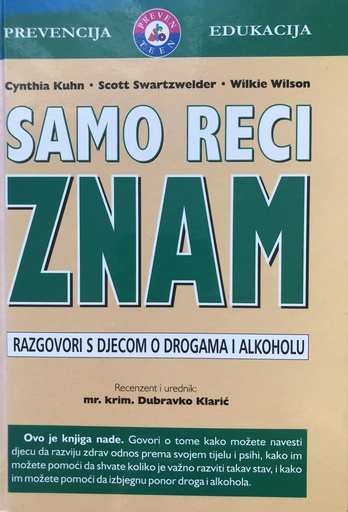 PREVENCIJA
PREVEN
TEEN
EDUKACIJA
Cynthia Kuhn • Scott Swartzwelder • Wilkie Wilson
SAMO RECI
ZNAM
RAZGOVORI S DJECOM O DROGAMA I ALKOHOLU
Recenzent i urednik:
mr. krim. Dubravko Klarić
Ovo je knjiga nade. Govori o tome kako možete navesti
djecu da razviju zdrav odnos prema svojem tijelu i psihi, kako im
možete pomoći da shvate koliko je važno razviti takav stav, i kako
im možete pomoći da izbjegnu ponor droga i alkohola.